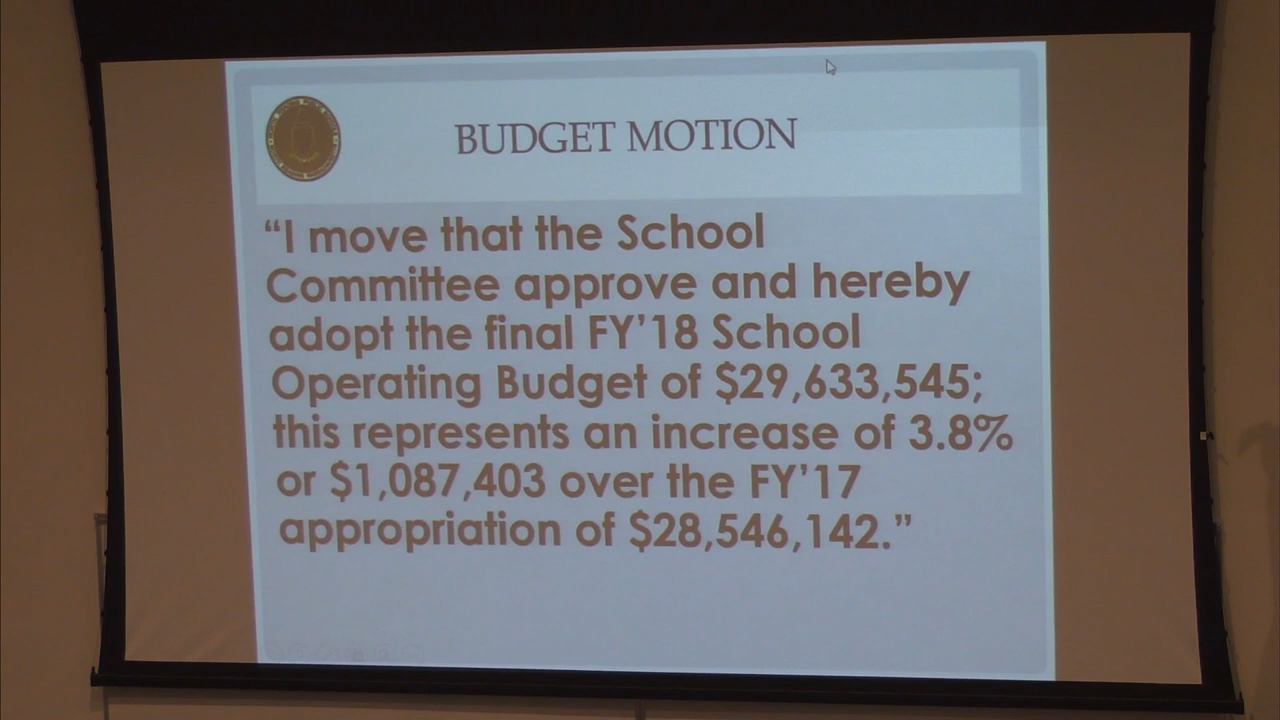 BUDGET MOTION
“I move that the School
Committee approve and hereby
adopt the final FY’18 School
Operating Budget of $29,633,545;
this represents an increase of 3.8%
or $1,087,403 over the FY’17
appropriation of $28,546,142.”